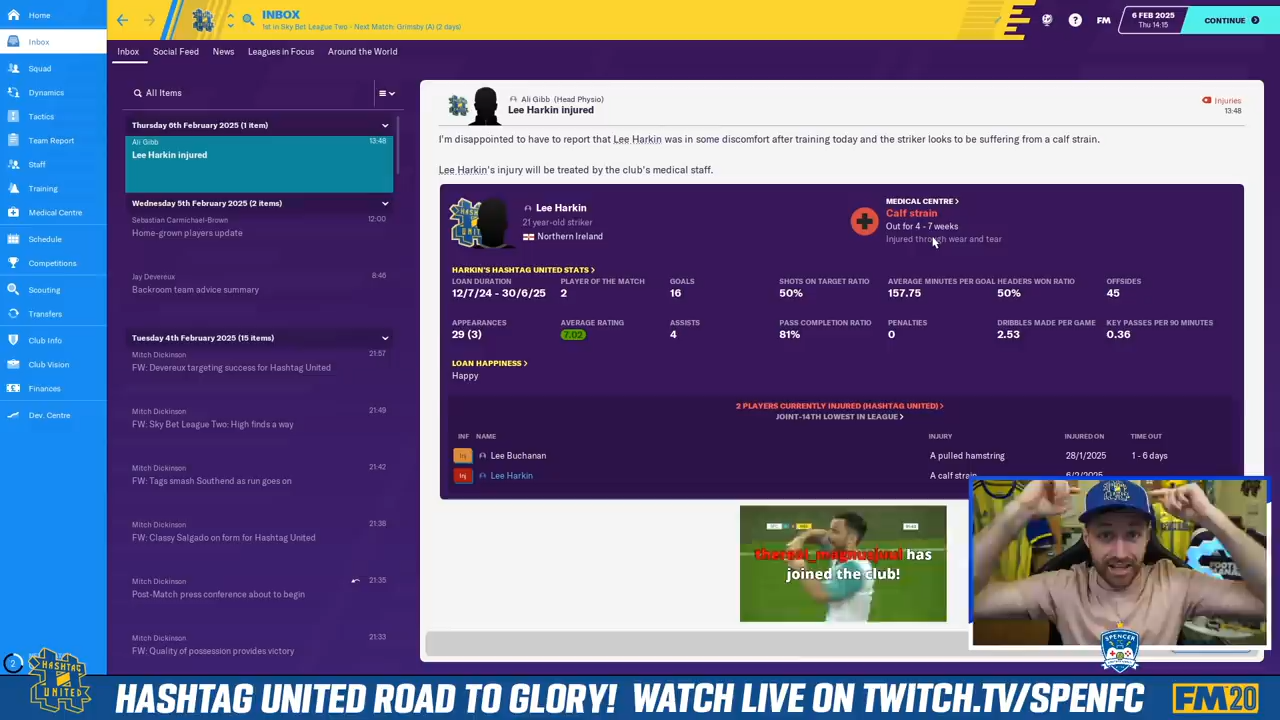 Home
Inbox
Squad
Dynamics
Tactics
Team Report
Staff
Training
Medical Centre
Schedule
Competitions
Scouting
Transfers
Club Info
Club Vision
Finances
Dev. Centre
2
INBOX
1st in Sky Bet League Two - Next Match: Grimsby (A) (2 days)
FM
6 FEB 2025
Thu 14:15
CONTINUE
Inbox Social Feed News Leagues in Focus Around the World
All Items
Thursday 6th February 2025 (1 item)
Ali Gibb 13:48
Lee Harkin injured
Wednesday 5th February 2025 (2 items)
Sebastian Carmichael-Brown 12:00
Home-grown players update
Jay Devereux 8:46
Backroom team advice summary
Tuesday 4th February 2025 (15 items)
Mitch Dickinson 21:57
FW: Devereux targeting success for Hashtag United
Mitch Dickinson 21:49
FW: Sky Bet League Two: High finds a way
Mitch Dickinson 21:42
FW: Tags smash Southend as run goes on
Mitch Dickinson 21:38
FW: Classy Salgado on form for Hashtag United
Mitch Dickinson 21:35
Post-Match press conference about to begin
Mitch Dickinson 21:33
FW: Quality of possession provides victory
Ali Gibb (Head Physio)
Lee Harkin injured
Injuries
13:48
I'm disappointed to have to report that Lee Harkin was in some discomfort after training today and the striker looks to be suffering from a calf strain.
Lee Harkin's injury will be treated by the club's medical staff.
Lee Harkin
21 year-old striker
Northern Ireland
MEDICAL CENTRE >
Calf strain
Out for 4 - 7 weeks
Injured through wear and tear
HARKIN'S HASHTAG UNITED STATS >
LOAN DURATION PLAYER OF THE MATCH GOALS SHOTS ON TARGET RATIO AVERAGE MINUTES PER GOAL HEADERS WON RATIO OFFSIDES
12/7/24 - 30/6/25 2 16 50% 157.75 50% 45
APPEARANCES AVERAGE RATING ASSISTS PASS COMPLETION RATIO PENALTIES DRIBBLES MADE PER GAME KEY PASSES PER 90 MINUTES
29 (3) 7.02 4 81% 0 2.53 0.36
LOAN HAPPINESS >
Happy
2 PLAYERS CURRENTLY INJURED (HASHTAG UNITED) >
JOINT-14TH LOWEST IN LEAGUE >
INF NAME INJURY INJURED ON TIME OUT
Inj Lee Buchanan A pulled hamstring 28/1/2025 1 - 6 days
Inj Lee Harkin A calf strain 6/2/2025
has
joined the club!
SPENCER
HASHTAG UNITED
HASHTAG UNITED ROAD TO GLORY! WATCH LIVE ON TWITCH.TV/SPENFC
FM20